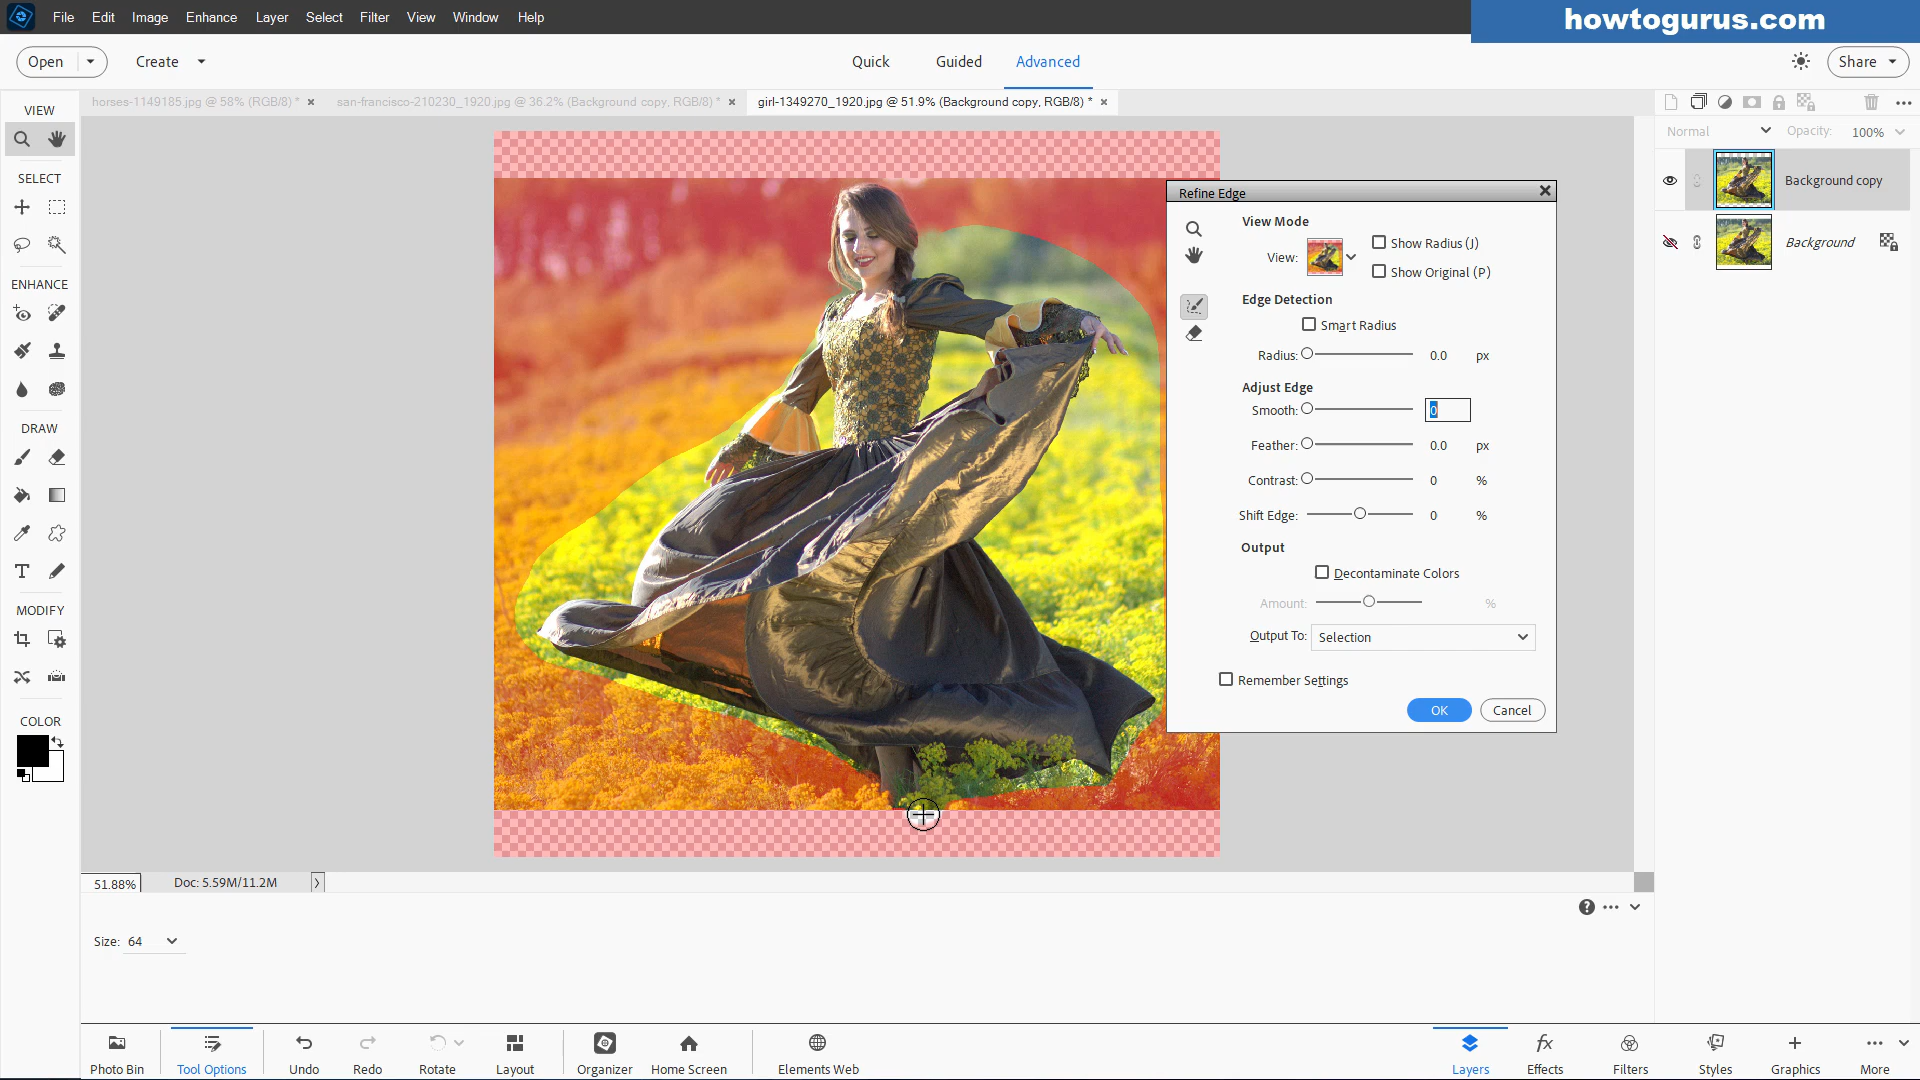 File Edit Image Enhance Layer Select Filter View Window Help
howtogurus.com
Open Create Quick Guided Advanced Share
VIEW
horses-1149185.jpg @ 58% (RGB/8) *
san-francisco-210230_1920.jpg @ 36.2% (Background copy, RGB/8) *
girl-1349270_1920.jpg @ 51.9% (Background copy, RGB/8) *
Normal Opacity: 100%
SELECT
Background copy
Background
ENHANCE
DRAW
T
MODIFY
COLOR
Refine Edge
View Mode
View:
Show Radius (J)
Show Original (P)
Edge Detection
Smart Radius
Radius: 0.0 px
Adjust Edge
Smooth: 0
Feather: 0.0 px
Contrast: 0 %
Shift Edge: 0 %
Output
Decontaminate Colors
Amount: %
Output To: Selection
Remember Settings
OK Cancel
51.88% Doc: 5.59M/11.2M
Size: 64
Photo Bin Tool Options Undo Redo Rotate Layout Organizer Home Screen Elements Web Layers Effects Filters Styles Graphics More